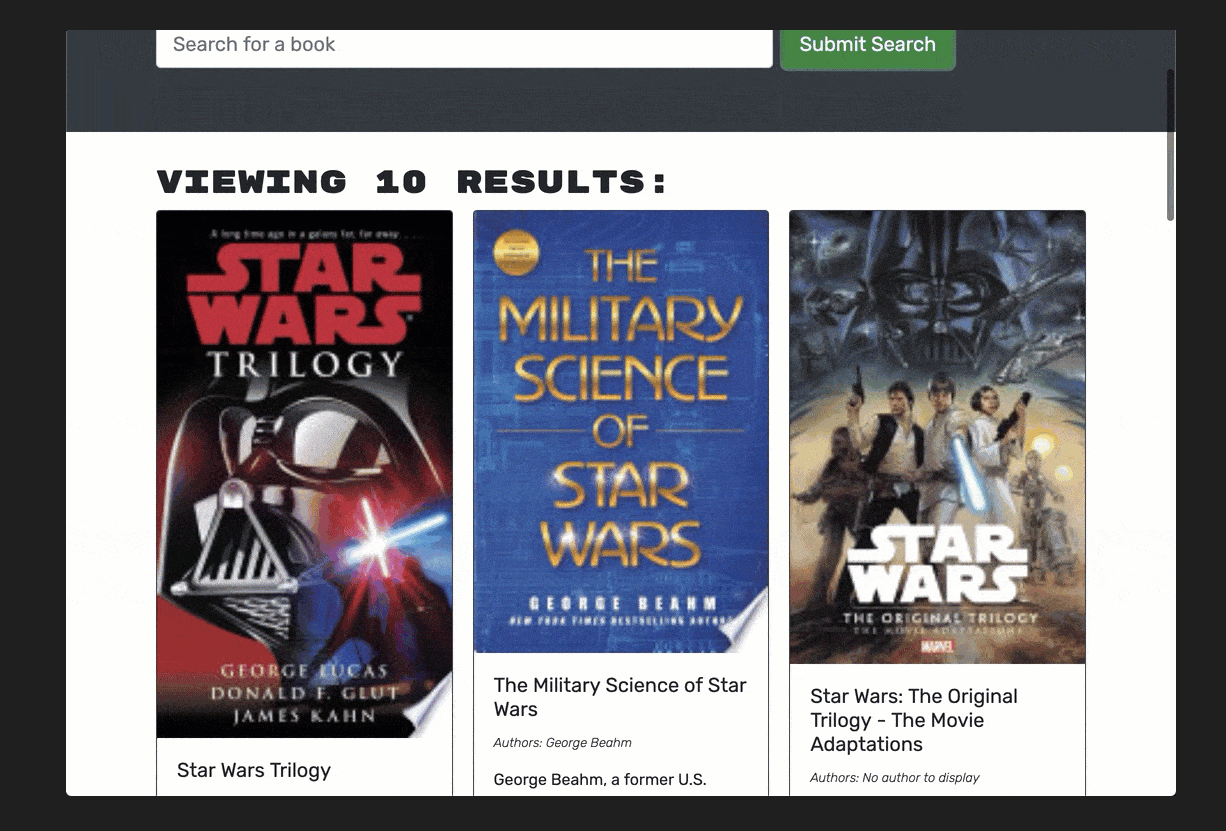 Search for a book
Submit Search
VIEWING 10 RESULTS:
A long time ago in a galaxy far, far away. . . .
STAR
WARS
TRILOGY
GEORGE LUCAS
DONALD F. GLUT
JAMES KAHN
Star Wars Trilogy
THE
MILITARY
SCIENCE
OF
STAR
WARS
GEORGE BEAHM
NEW YORK TIMES BESTSELLING AUTHOR
The Military Science of Star
Wars
Authors: George Beahm
George Beahm, a former U.S.
STAR
WARS
THE ORIGINAL TRILOGY
THE MOVIE ADAPTATIONS
MARVEL
Star Wars: The Original
Trilogy - The Movie
Adaptations
Authors: No author to display